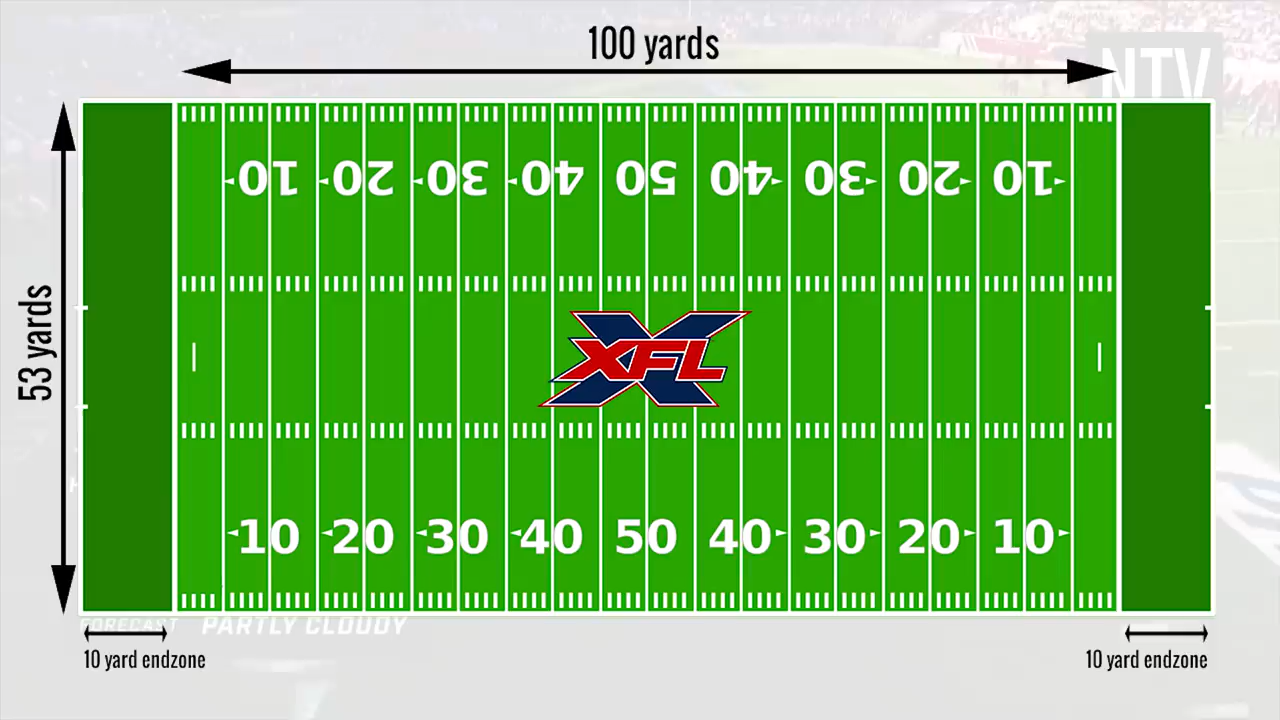 100 yards
NTV
53 yards
10 20 30 40 50 40 30 20 10
XFL
10 20 30 40 50 40 30 20 10
FORECAST PARTLY CLOUDY
10 yard endzone
10 yard endzone